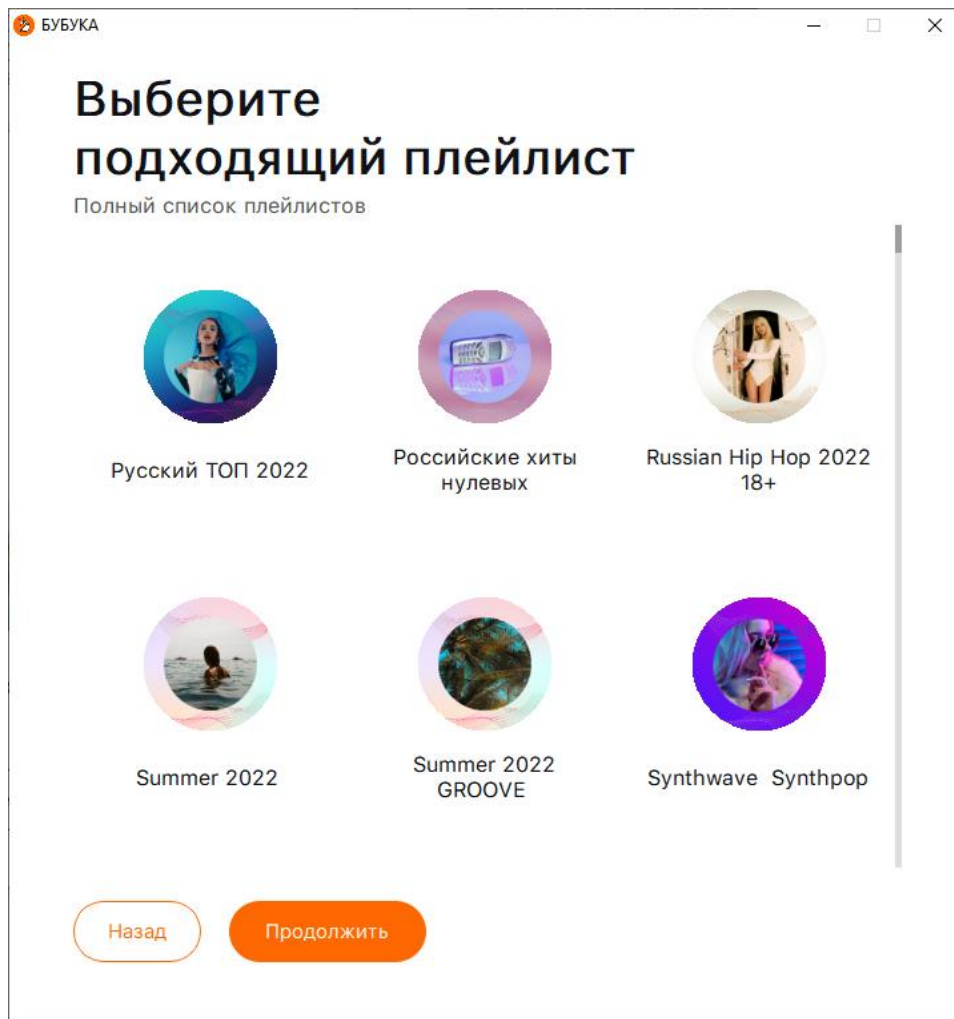 БУБУКА
Выберите
подходящий плейлист
Полный список плейлистов
Русский ТОП 2022
Российские хиты
нулевых
Russian Hip Hop 2022
18+
Summer 2022
Summer 2022
GROOVE
Synthwave  Synthpop
Назад
Продолжить